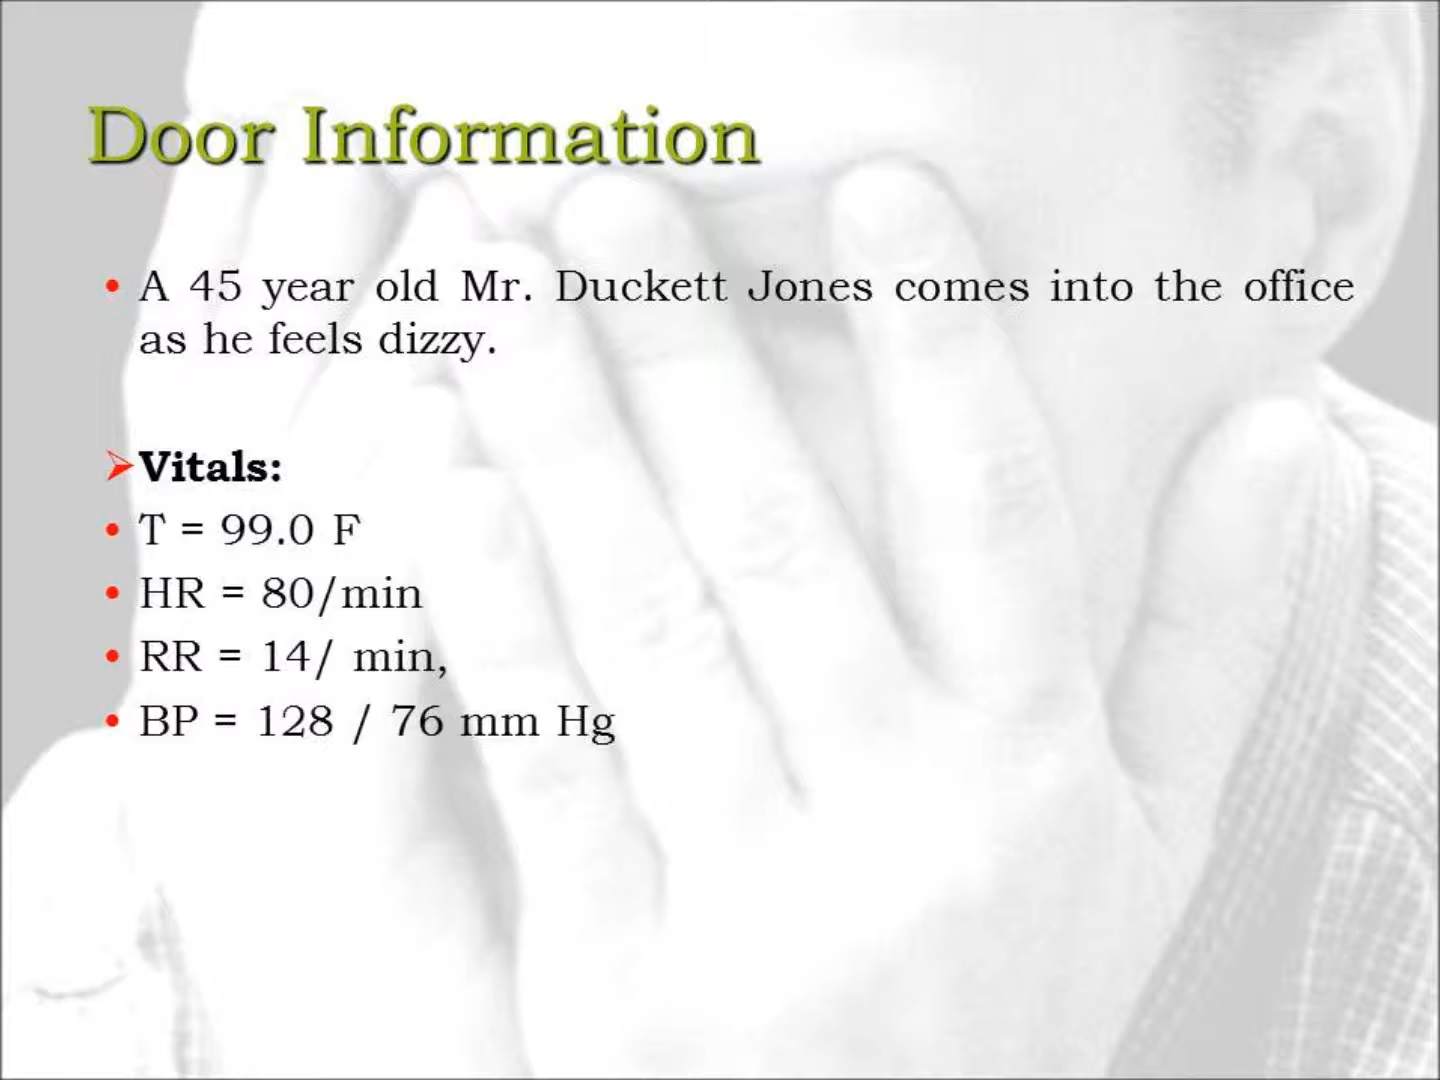 Door Information
• A 45 year old Mr. Duckett Jones comes into the office
as he feels dizzy.
➢ Vitals:
• T = 99.0 F
• HR = 80/min
• RR = 14/ min,
• BP = 128 / 76 mm Hg